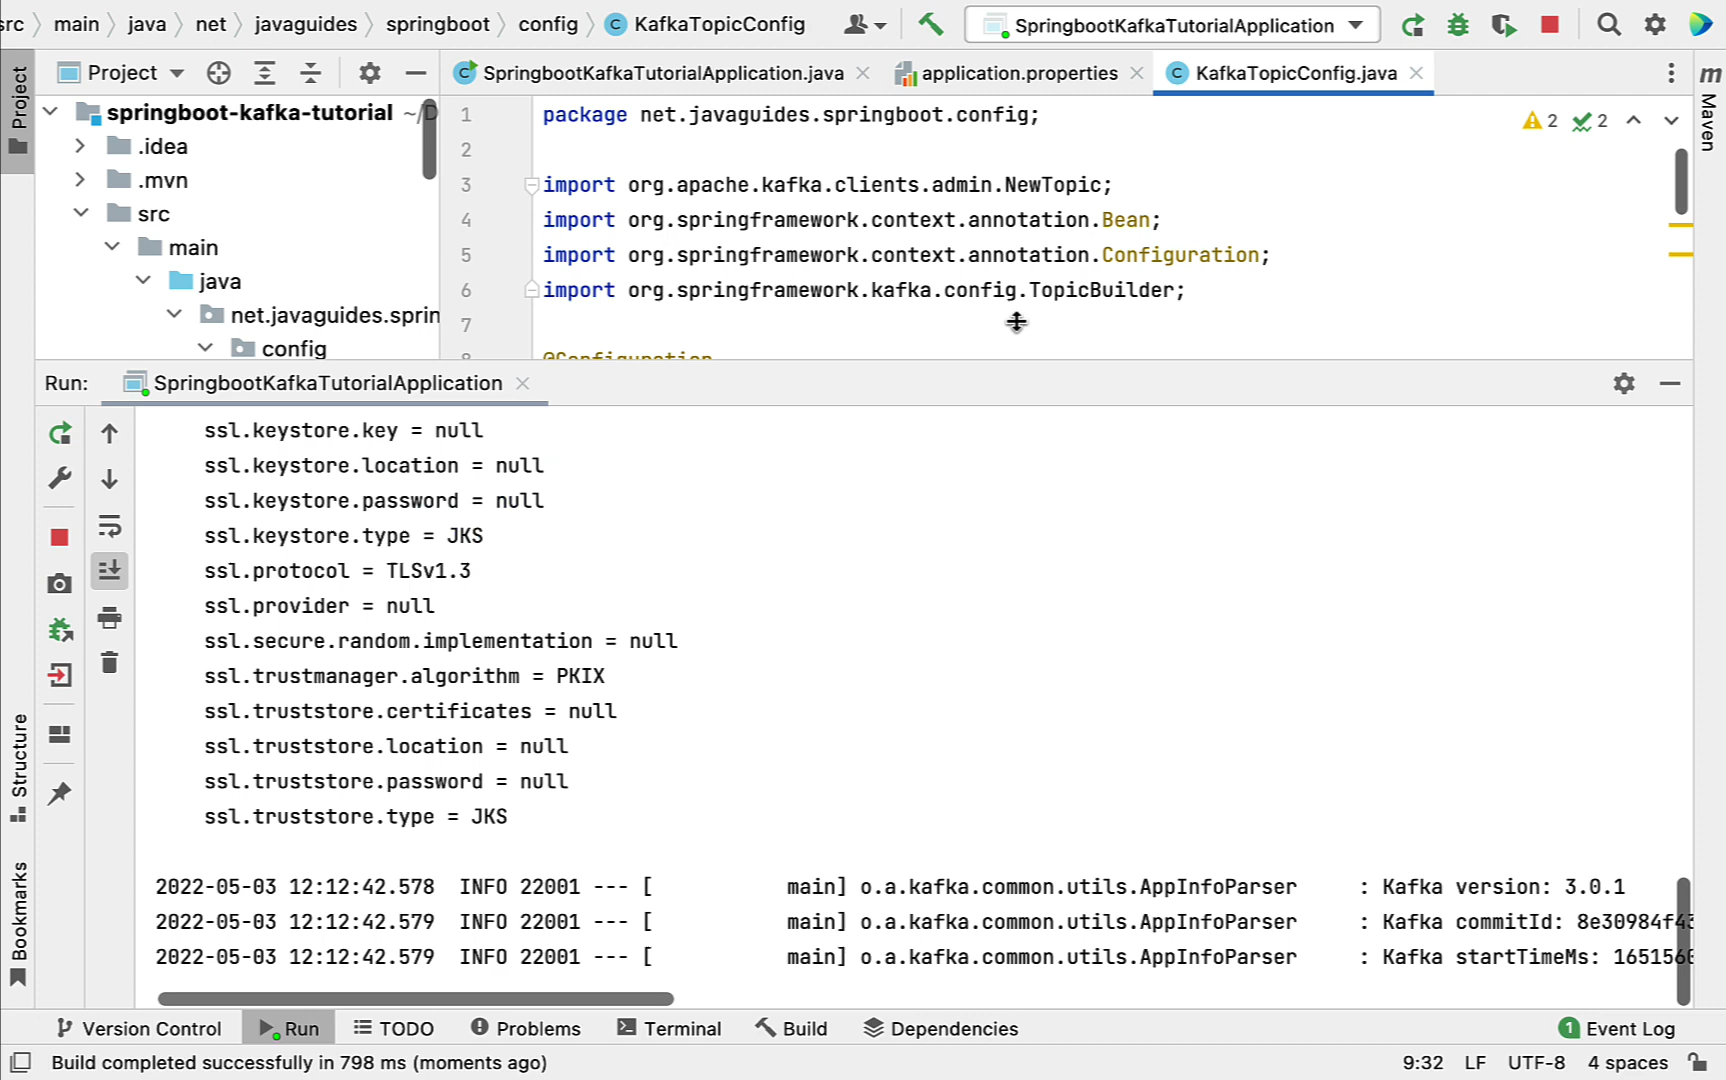 src main java net javaguides springboot config KafkaTopicConfig SpringbootKafkaTutorialApplication
Project SpringbootKafkaTutorialApplication.java application.properties KafkaTopicConfig.java
Project
m Maven
springboot-kafka-tutorial
.idea
.mvn
src
main
java
net.javaguides.sprin
config
1 package net.javaguides.springboot.config;
2 2
2
3 import org.apache.kafka.clients.admin.NewTopic;
4 import org.springframework.context.annotation.Bean;
5 import org.springframework.context.annotation.Configuration;
6 import org.springframework.kafka.config.TopicBuilder;
7
8 @Configuration
Run: SpringbootKafkaTutorialApplication
ssl.keystore.key = null
ssl.keystore.location = null
ssl.keystore.password = null
ssl.keystore.type = JKS
ssl.protocol = TLSv1.3
ssl.provider = null
ssl.secure.random.implementation = null
ssl.trustmanager.algorithm = PKIX
ssl.truststore.certificates = null
ssl.truststore.location = null
ssl.truststore.password = null
ssl.truststore.type = JKS
2022-05-03 12:12:42.578 INFO 22001 --- [ main] o.a.kafka.common.utils.AppInfoParser : Kafka version: 3.0.1
2022-05-03 12:12:42.579 INFO 22001 --- [ main] o.a.kafka.common.utils.AppInfoParser : Kafka commitId: 8e30984f43
2022-05-03 12:12:42.579 INFO 22001 --- [ main] o.a.kafka.common.utils.AppInfoParser : Kafka startTimeMs: 1651560
Structure
Bookmarks
Version Control Run TODO Problems Terminal Build Dependencies 1 Event Log
Build completed successfully in 798 ms (moments ago) 9:32 LF UTF-8 4 spaces